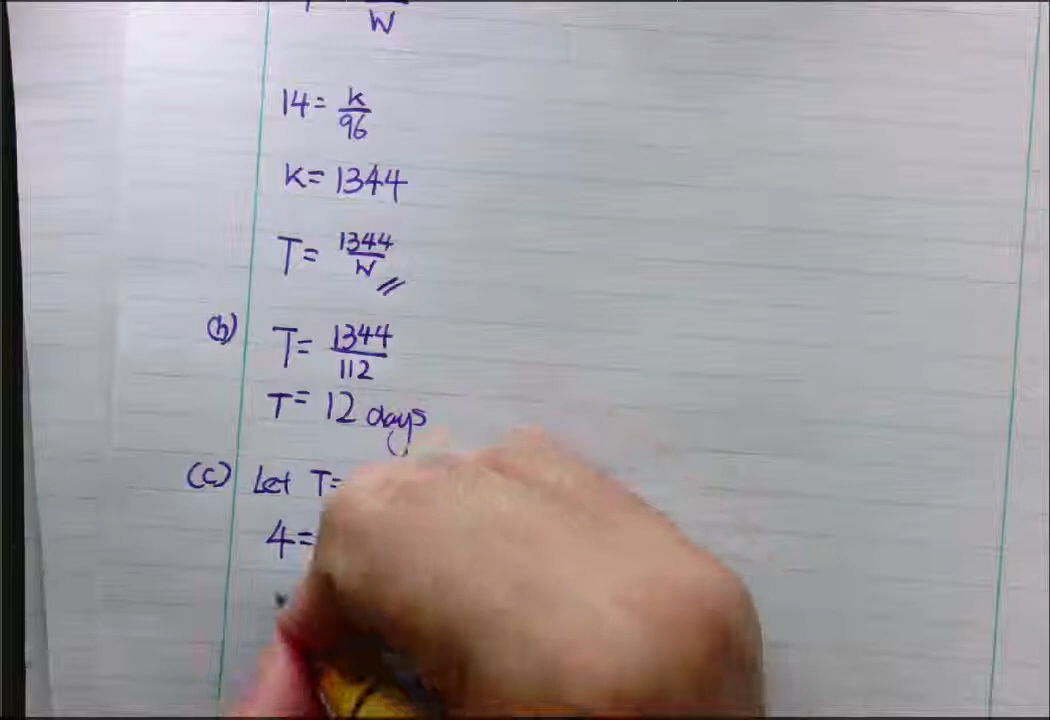 W
14 = k/96
k = 1344
T = 1344/W
(b) T = 1344/112
T = 12 days
(c) Let T =
4 =